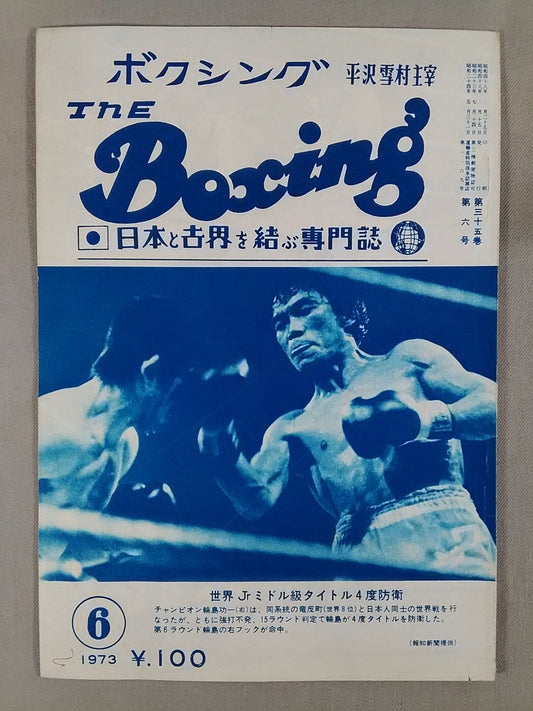 ボクシング 平沢雪村主宰
The
Boxing
日本と世界を結ぶ専門誌
第三十五巻
第六号
世界Jrミドル級タイトル4度防衛
チャンピオン輪島功一(右)は、同系統の竜反町(世界8位)と日本人同士の世界戦を行
なったが、ともに強打不発、15ラウンド判定で輪島が4度タイトルを防衛した。
第6ラウンド輪島の右フックが命中。
(報知新聞提供)
6
1973 ¥.100